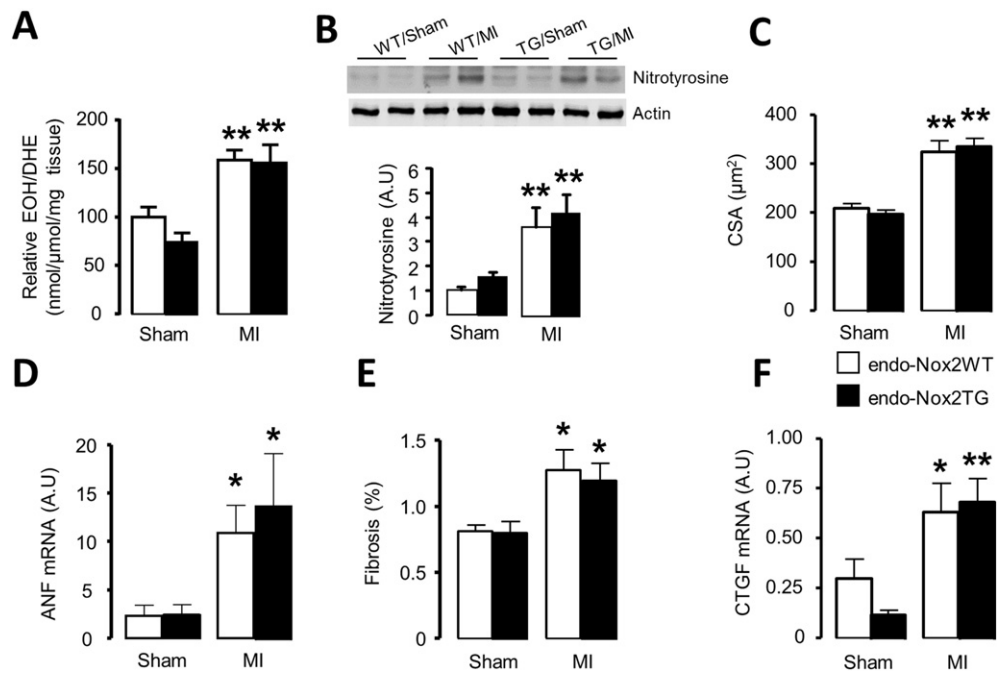 A
Relative EOH/DHE
(nmol/μmol/mg tissue)
200
150
100
50
0
** **
Sham MI
B
WT/Sham WT/MI TG/Sham TG/MI
Nitrotyrosine
Actin
Nitrotyrosine (A.U)
6
5
4
3
2
1
0
** **
Sham MI
C
CSA (μm²)
400
300
200
100
0
** **
Sham MI
endo-Nox2WT
endo-Nox2TG
D
ANF mRNA (A.U)
20
15
10
5
0
* *
Sham MI
E
Fibrosis (%)
1.5
1.0
0.5
0
* *
Sham MI
F
CTGF mRNA (A.U)
1.00
0.75
0.50
0.25
0
* **
Sham MI